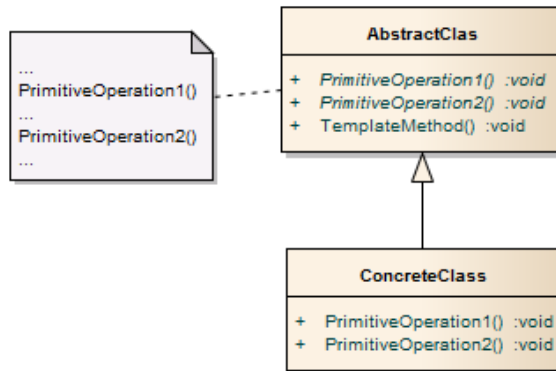 ...
PrimitiveOperation1()
...
PrimitiveOperation2()
...
AbstractClas
+ PrimitiveOperation1() :void
+ PrimitiveOperation2() :void
+ TemplateMethod() :void
ConcreteClass
+ PrimitiveOperation1() :void
+ PrimitiveOperation2() :void